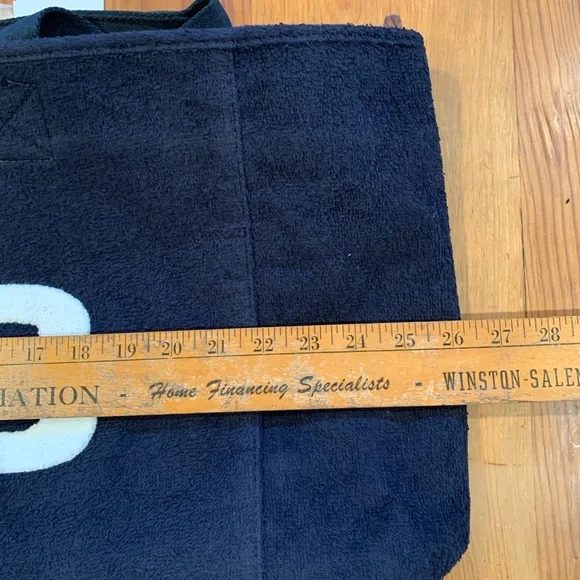 17 18 19 20 21 22 23 24 25 26 27 28
IATION - Home Financing Specialists - WINSTON-SALEM